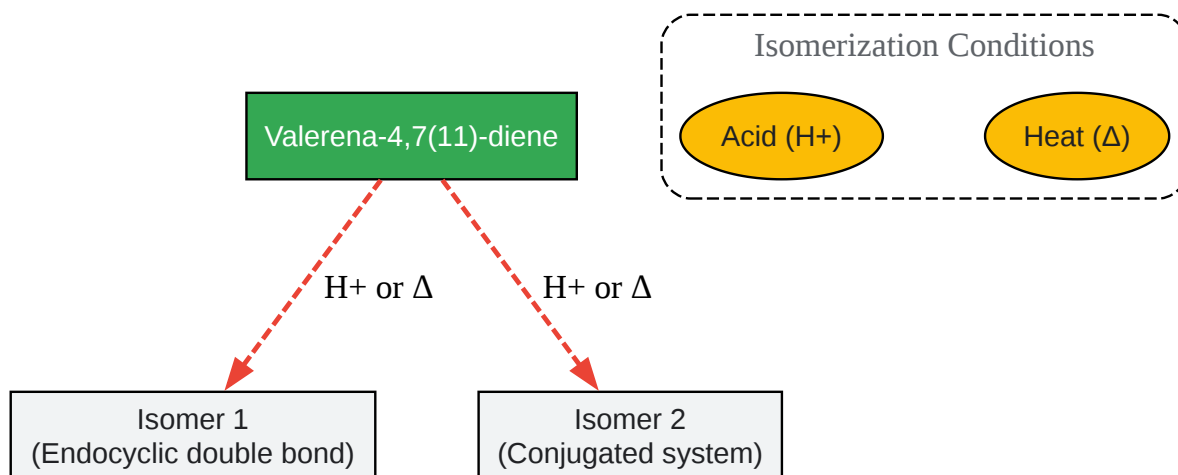 Isomerization Conditions
Valerena-4,7(11)-diene
Acid (H+)
Heat (Δ)
H+ or Δ
H+ or Δ
Isomer 1
(Endocyclic double bond)
Isomer 2
(Conjugated system)